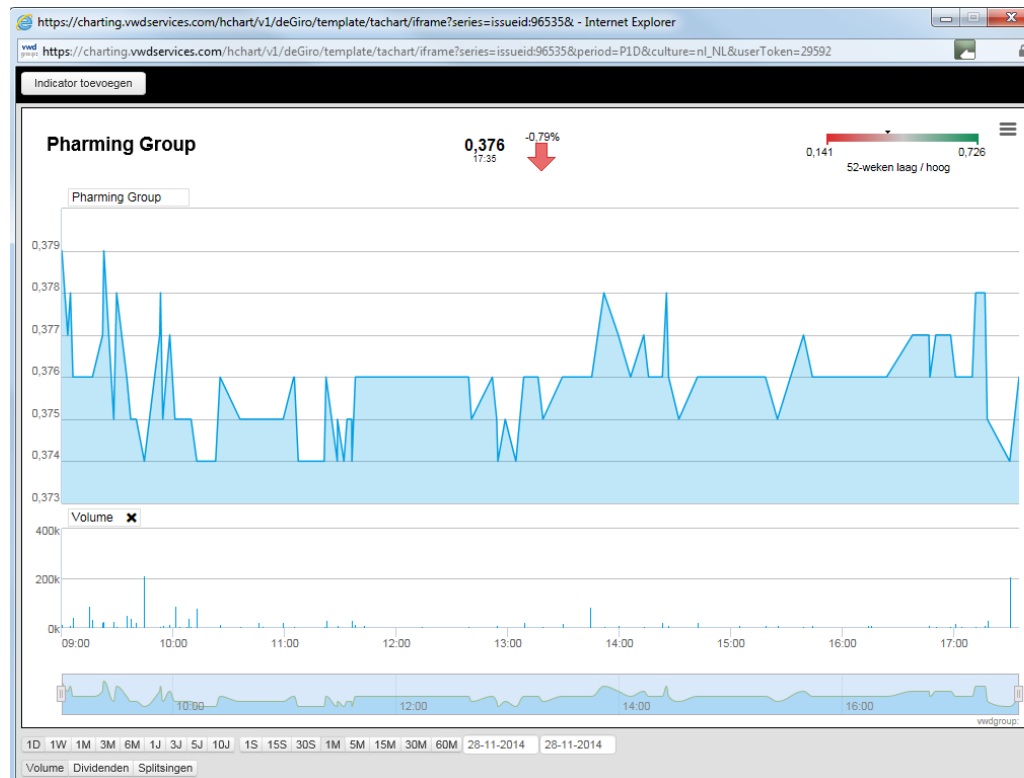 https://charting.vwdservices.com/hchart/v1/deGiro/template/tachart/iframe?series=issueid:96535& - Internet Explorer
vwd group: https://charting.vwdservices.com/hchart/v1/deGiro/template/tachart/iframe?series=issueid:96535&period=P1D&culture=nl_NL&userToken=29592
Indicator toevoegen
Pharming Group
0,376
17:35
-0,79%
0,141 0,726
52-weken laag / hoog
Pharming Group
0,379
0,378
0,377
0,376
0,375
0,374
0,373
Volume
400k
200k
0k
09:00 10:00 11:00 12:00 13:00 14:00 15:00 16:00 17:00
10:00 12:00 14:00 16:00
vwdgroup:
1D 1W 1M 3M 6M 1J 3J 5J 10J 1S 15S 30S 1M 5M 15M 30M 60M 28-11-2014 28-11-2014
Volume Dividenden Splitsingen